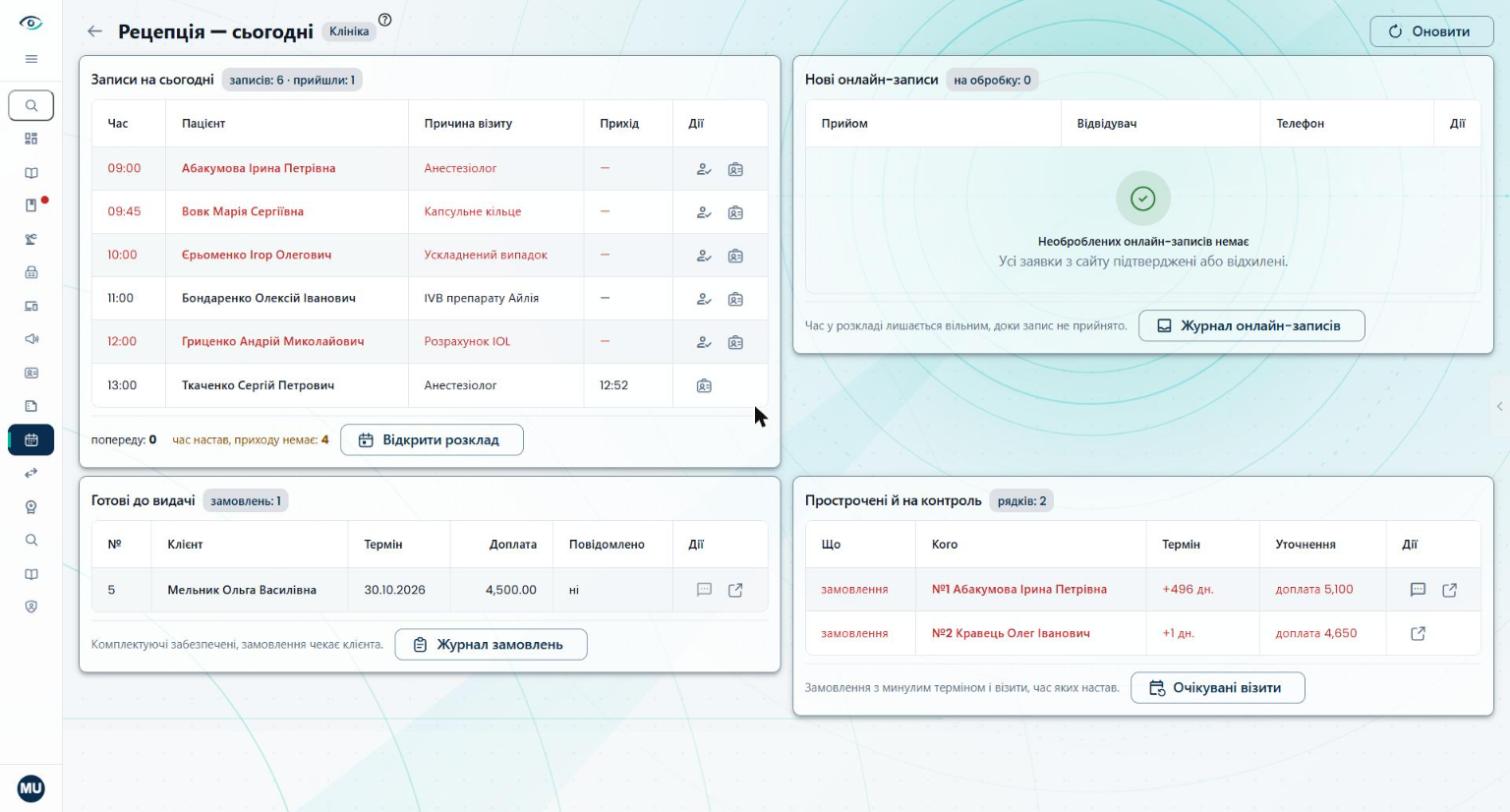 Рецепція — сьогодні Клініка
Оновити
Записи на сьогодні записів: 6 · прийшли: 1
Час Пацієнт Причина візиту Прихід Дії
09:00 Абакумова Ірина Петрівна Анестезіолог —
09:45 Вовк Марія Сергіївна Капсульне кільце —
10:00 Єрьоменко Ігор Олегович Ускладнений випадок —
11:00 Бондаренко Олексій Іванович IVB препарату Айлія —
12:00 Гриценко Андрій Миколайович Розрахунок IOL —
13:00 Ткаченко Сергій Петрович Анестезіолог 12:52
попереду: 0 час настав, приходу немає: 4 Відкрити розклад
Нові онлайн-записи на обробку: 0
Прийом Відвідувач Телефон Дії
Необроблених онлайн-записів немає
Усі заявки з сайту підтверджені або відхилені.
Час у розкладі лишається вільним, доки запис не прийнято. Журнал онлайн-записів
Готові до видачі замовлень: 1
№ Клієнт Термін Доплата Повідомлено Дії
5 Мельник Ольга Василівна 30.10.2026 4,500.00 ні
Комплектуючі забезпечені, замовлення чекає клієнта. Журнал замовлень
Прострочені й на контроль рядків: 2
Що Кого Термін Уточнення Дії
замовлення №1 Абакумова Ірина Петрівна +496 дн. доплата 5,100
замовлення №2 Кравець Олег Іванович +1 дн. доплата 4,650
Замовлення з минулим терміном і візити, час яких настав. Очікувані візити
MU